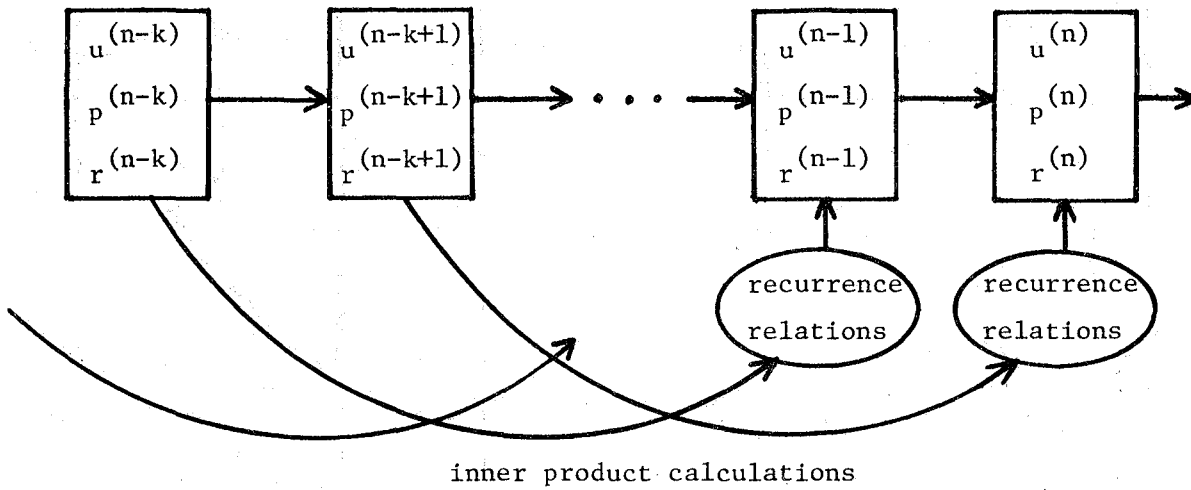 u(n-k) u(n-k+1) u(n-1) u(n)
p(n-k) p(n-k+1) · · · p(n-1) p(n)
r(n-k) r(n-k+1) r(n-1) r(n)
recurrence recurrence
relations relations
inner product calculations